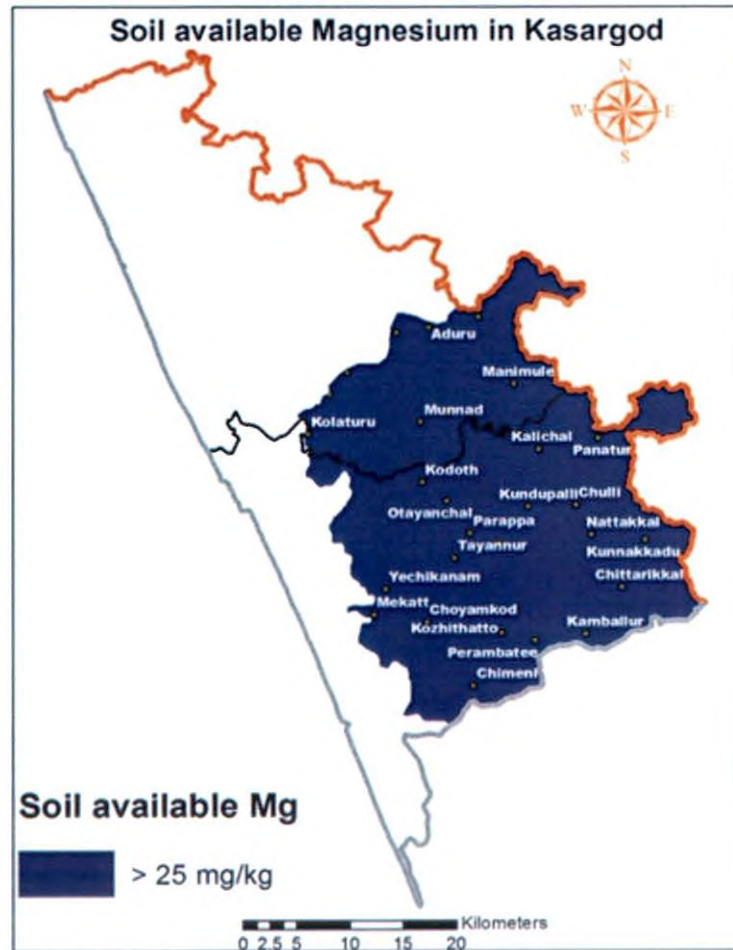 Soil available Magnesium in Kasargod
N
W E
S
Aduru
Manimule
Kolaturu
Munnad
Kalichal
Panatur
Kodoth
Kundupalli Chulli
Otayanchal
Parappa
Nattakkal
Tayannur
Kunnakkadu
Yechikanam
Chittarikkal
Mekatt
Choyamkod
Kozhithatto
Kamballur
Perambatee
Chimeni
Soil available Mg
> 25 mg/kg
Kilometers
0 2.5 5 10 15 20